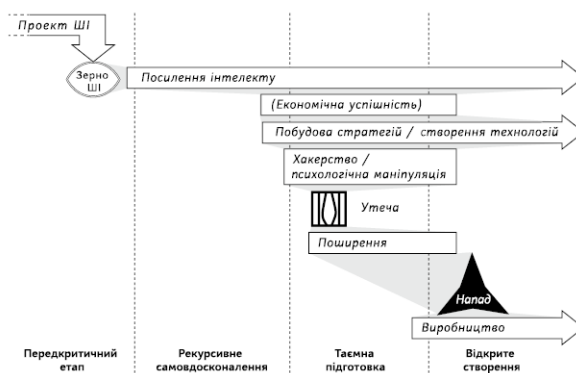 Проект ШІ
Зерно
ШІ
Посилення інтелекту
(Економічна успішність)
Побудова стратегій / створення технологій
Хакерство /
психологічна маніпуляція
Утеча
Поширення
Напад
Виробництво
Передкритичний
етап
Рекурсивне
самовдосконалення
Таємна
підготовка
Відкрите
створення